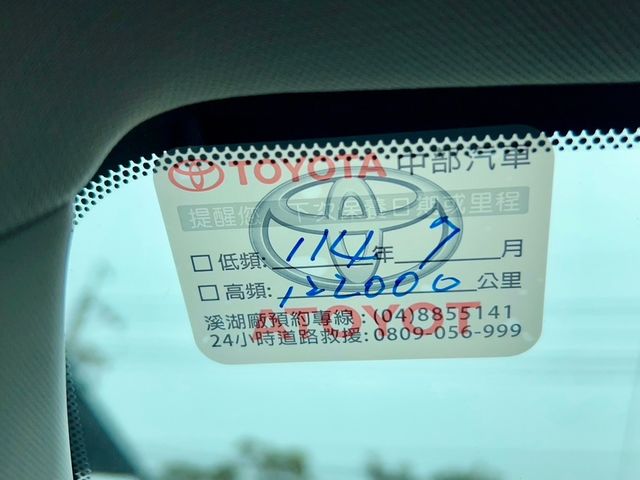 TOYOTA 中部汽車
提醒您 下次保養日期或里程
□ 低頻: 114 年 9 月
□ 高頻: 122000 公里
溪湖廠預約專線: (04)8855141
24小時道路救援: 0809-056-999